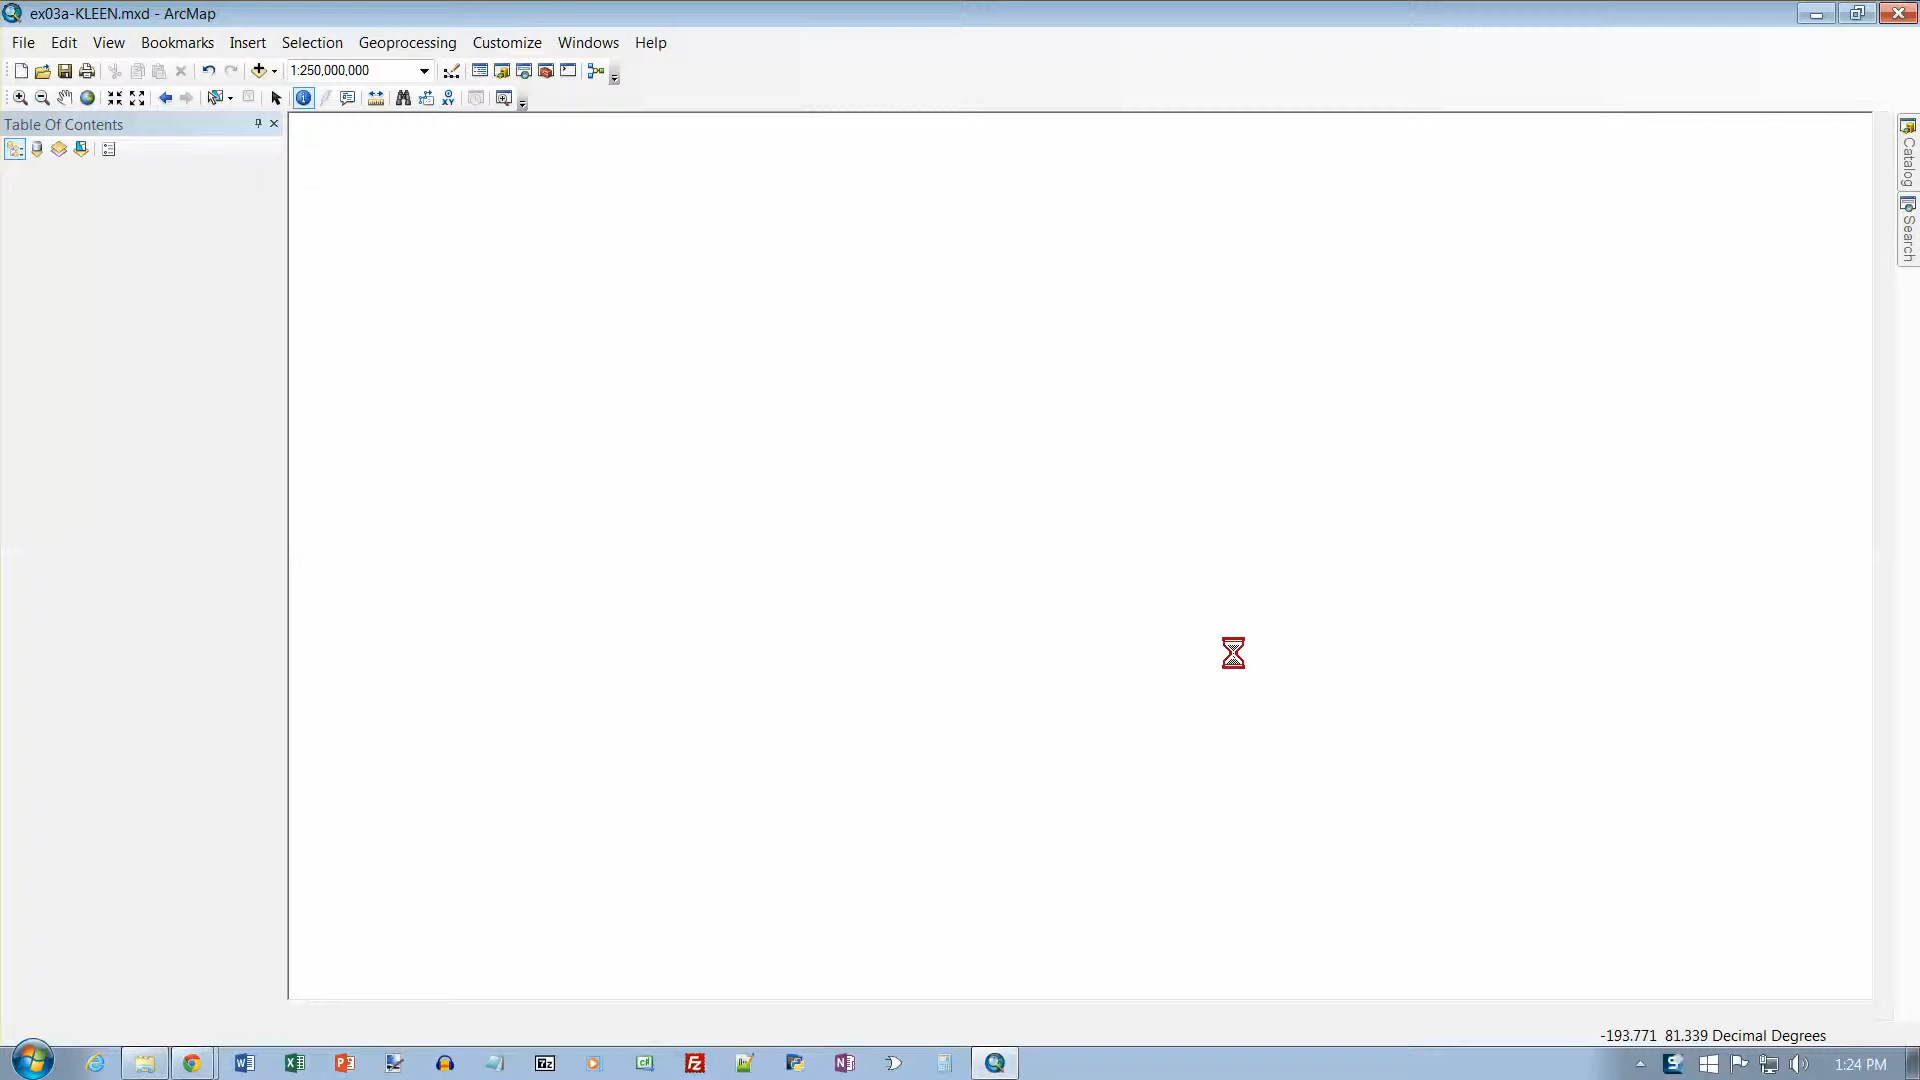 ex03a-KLEEN.mxd - ArcMap
File Edit View Bookmarks Insert Selection Geoprocessing Customize Windows Help
1:250,000,000
XY
Table Of Contents
Catalog
Search
-193.771 81.339 Decimal Degrees
1:24 PM